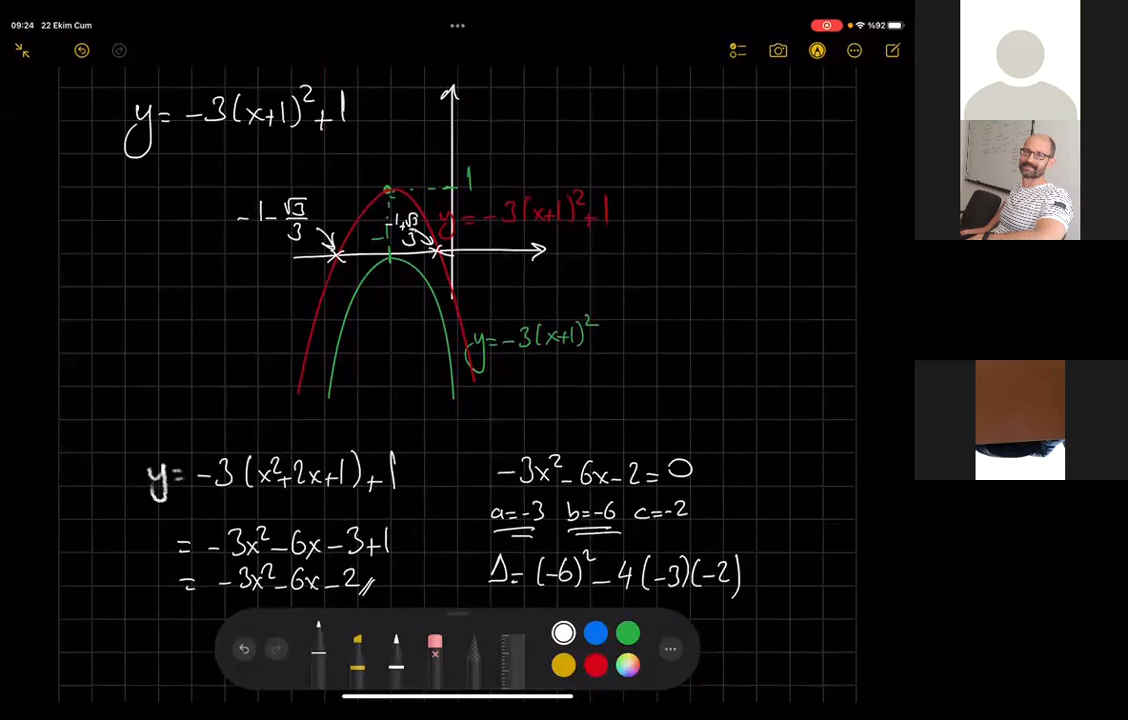 09:24 22 Ekim Cum
%92
y = -3(x+1)²+1
1
-1-√3/3
-1+√3/3
y = -3(x+1)²+1
-1
y = -3(x+1)²
y = -3(x²+2x+1)+1
= -3x²-6x-3+1
= -3x²-6x-2//
-3x²-6x-2=0
a=-3 b=-6 c=-2
Δ= (-6)²-4(-3)(-2)